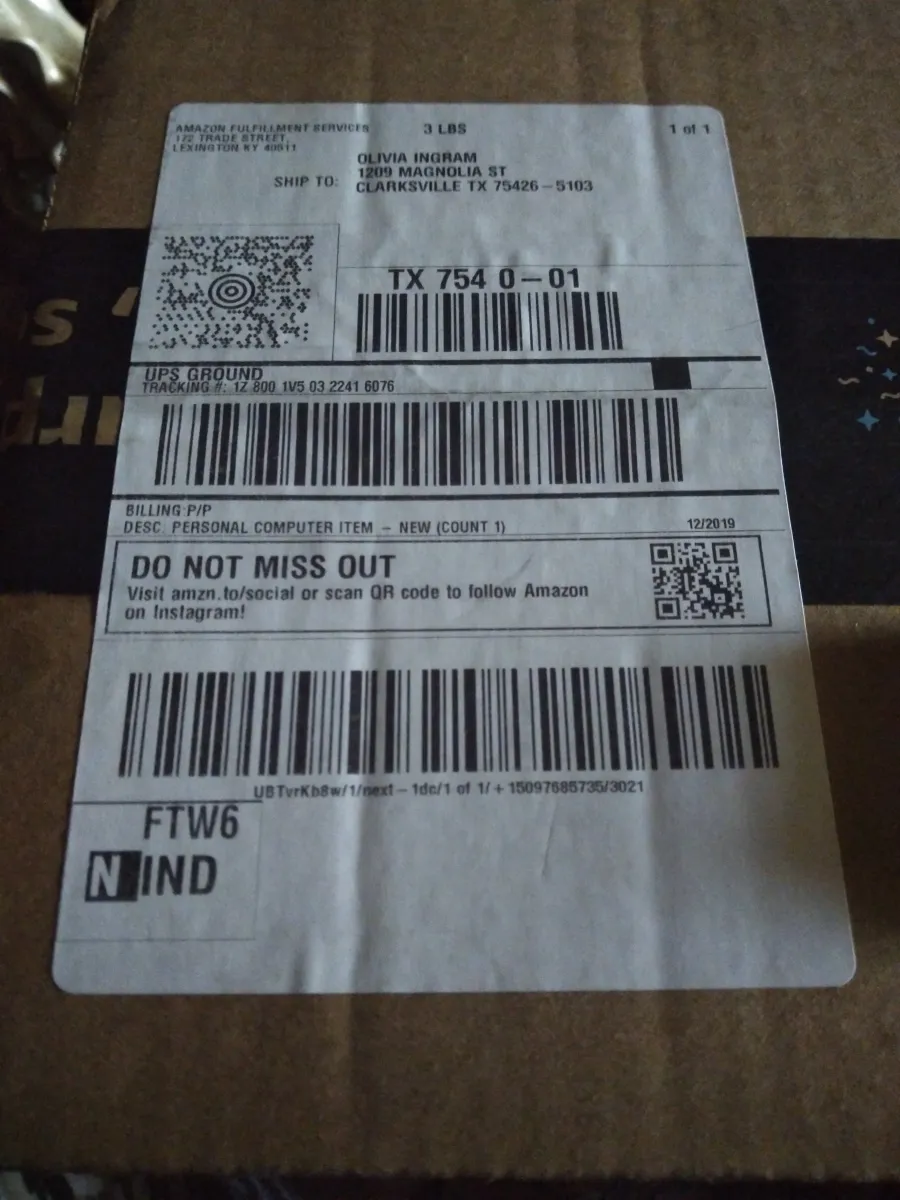 AMAZON FULFILLMENT SERVICES
172 TRADE STREET
LEXINGTON KY 40511
3 LBS
1 of 1
SHIP TO:
OLIVIA INGRAM
1209 MAGNOLIA ST
CLARKSVILLE TX 75426-5103
TX 754 0-01
UPS GROUND
TRACKING #: 1Z 800 1V5 03 2241 6076
BILLING:P/P
DESC: PERSONAL COMPUTER ITEM - NEW (COUNT 1)
12/2019
DO NOT MISS OUT
Visit amzn.to/social or scan QR code to follow Amazon
on Instagram!
UBTvrKb8w/1/next-1dc/1 of 1/+15097685735/3021
FTW6
N IND